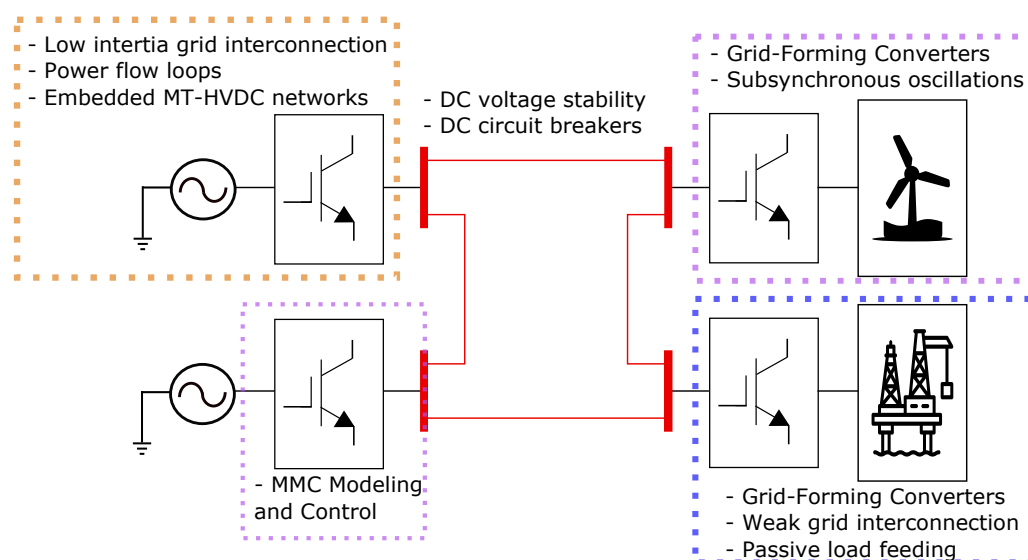 - Low intertia grid interconnection
- Power flow loops
- Embedded MT-HVDC networks
- DC voltage stability
- DC circuit breakers
- Grid-Forming Converters
- Subsynchronous oscillations
- MMC Modeling
and Control
- Grid-Forming Converters
- Weak grid interconnection
- Passive load feeding